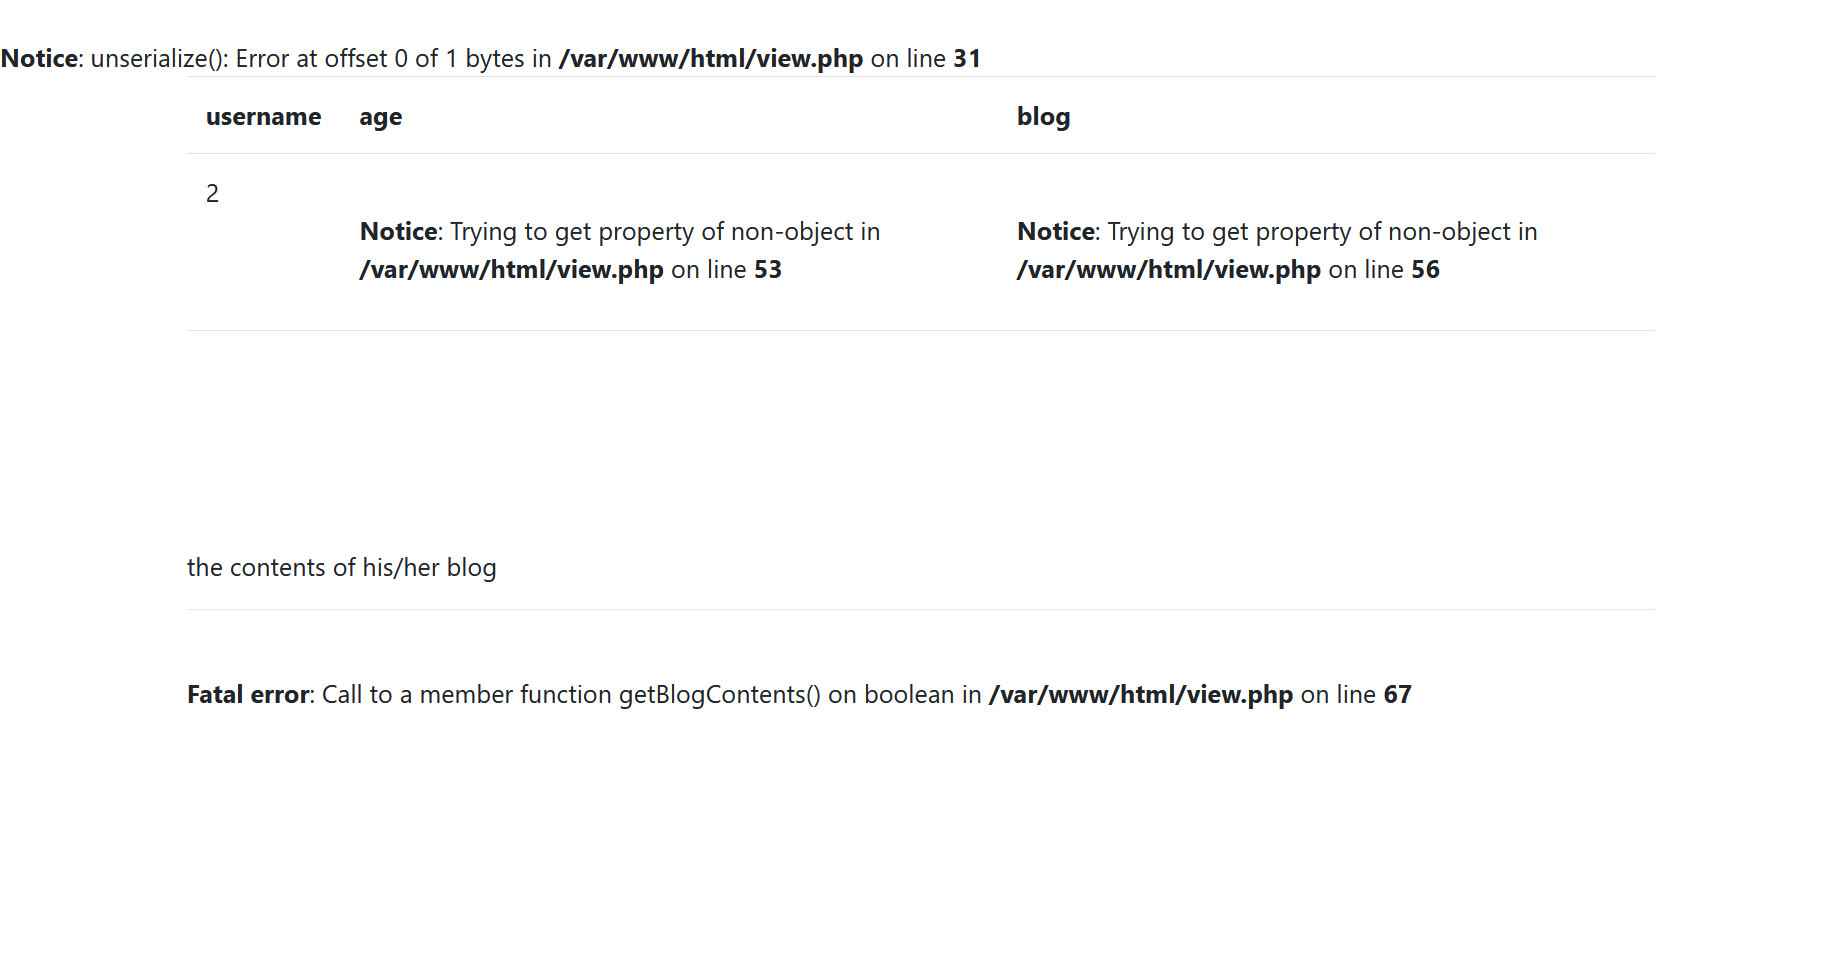 Notice: unserialize(): Error at offset 0 of 1 bytes in /var/www/html/view.php on line 31
username age blog
2
Notice: Trying to get property of non-object in
/var/www/html/view.php on line 53
Notice: Trying to get property of non-object in
/var/www/html/view.php on line 56
the contents of his/her blog
Fatal error: Call to a member function getBlogContents() on boolean in /var/www/html/view.php on line 67